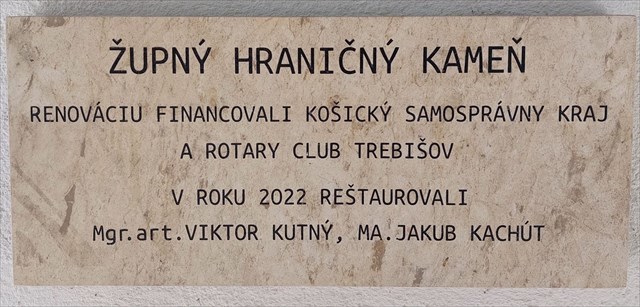 ŽUPNÝ HRANIČNÝ KAMEŇ
RENOVÁCIU FINANCOVALI KOŠICKÝ SAMOSPRÁVNY KRAJ
A ROTARY CLUB TREBIŠOV
V ROKU 2022 REŠTAUROVALI
Mgr.art.VIKTOR KUTNÝ, MA.JAKUB KACHÚT